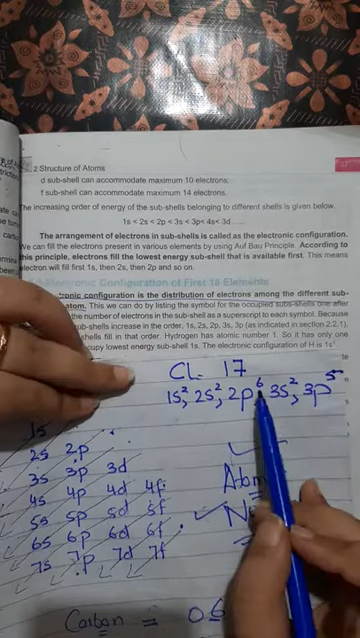 2 Structure of Atoms
d sub-shell can accommodate maximum 10 electrons.
f sub-shell can accommodate maximum 14 electrons.
The increasing order of energy of the sub-shells belonging to different shells is given below.
1s < 2s < 2p < 3s < 3p< 4s< 3d
The arrangement of electrons in sub-shells is called as the electronic configuration.
We can fill the electrons present in various elements by using Auf Bau Principle. According to
this principle, electrons fill the lowest energy sub-shell that is available first. This means
electron will fill first 1s, then 2s, then 2p and so on.
Electronic Configuration of First 18 Elements
configuration is the distribution of electrons among the different sub-
atom. This we can do by listing the symbol for the occupied subs-shells one after
the number of electrons in the sub-shell as a superscript to each symbol. Because
sub-shells increase in the order, 1s, 2s, 2p, 3s, 3p (as indicated in section 2.2.1),
shells fill in that order. Hydrogen has atomic number 1. So it has only one
occupy lowest energy sub-shell 1s. The electronic configuration of H is 1s¹
CL. 17
1s², 2s², 2p⁶ 3s², 3p⁵
1s
2s 2p
3s 3p 3d
4s 4p 4d 4f
5s 5p 5d 5f
6s 6p 6d 6f
7s 7p 7d 7f
Atom
Carban = 06